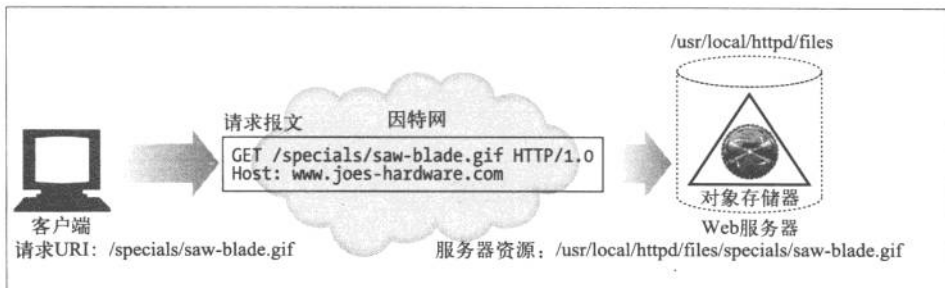 /usr/local/httpd/files
请求报文
因特网
GET /specials/saw-blade.gif HTTP/1.0
Host: www.joes-hardware.com
对象存储器
客户端
Web服务器
请求URI: /specials/saw-blade.gif
服务器资源: /usr/local/httpd/files/specials/saw-blade.gif